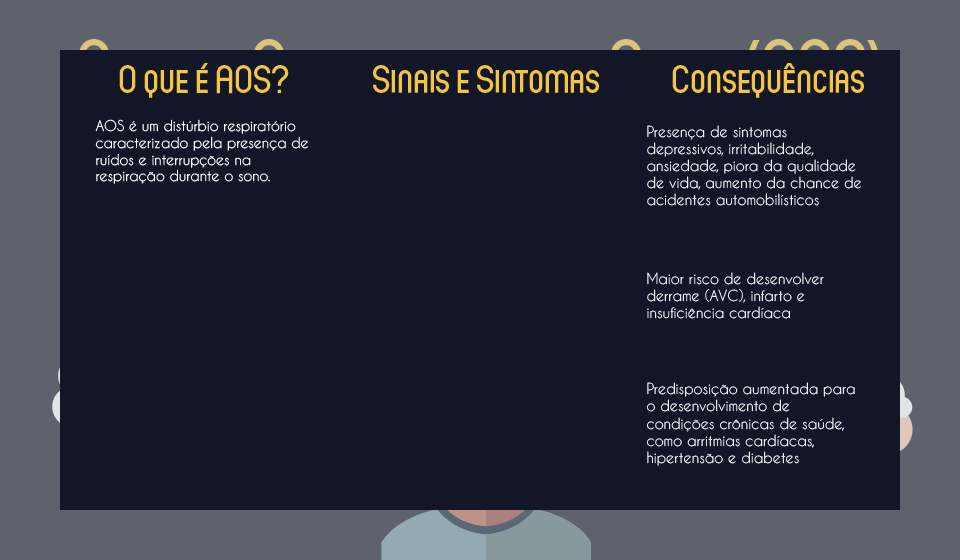 O que é AOS?
AOS é um distúrbio respiratório
caracterizado pela presença de
ruídos e interrupções na
respiração durante o sono.
Sinais e Sintomas
Consequências
Presença de sintomas
depressivos, irritabilidade,
ansiedade, piora da qualidade
de vida, aumento da chance de
acidentes automobilísticos
Maior risco de desenvolver
derrame (AVC), infarto e
insuficiência cardíaca
Predisposição aumentada para
o desenvolvimento de
condições crônicas de saúde,
como arritmias cardíacas,
hipertensão e diabetes